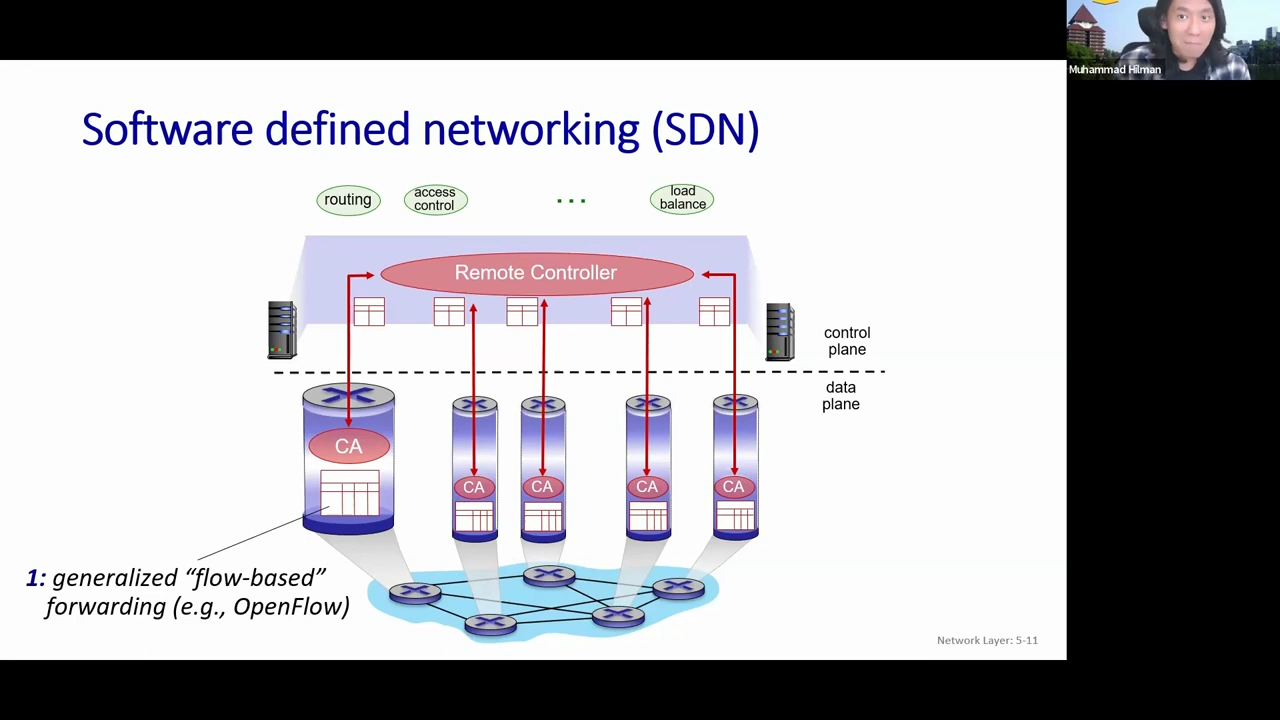 Muhammad Hilman
Software defined networking (SDN)
routing
access
control
...
load
balance
Remote Controller
control
plane
data
plane
CA
CA
CA
CA
CA
1: generalized “flow-based”
forwarding (e.g., OpenFlow)
Network Layer: 5-11